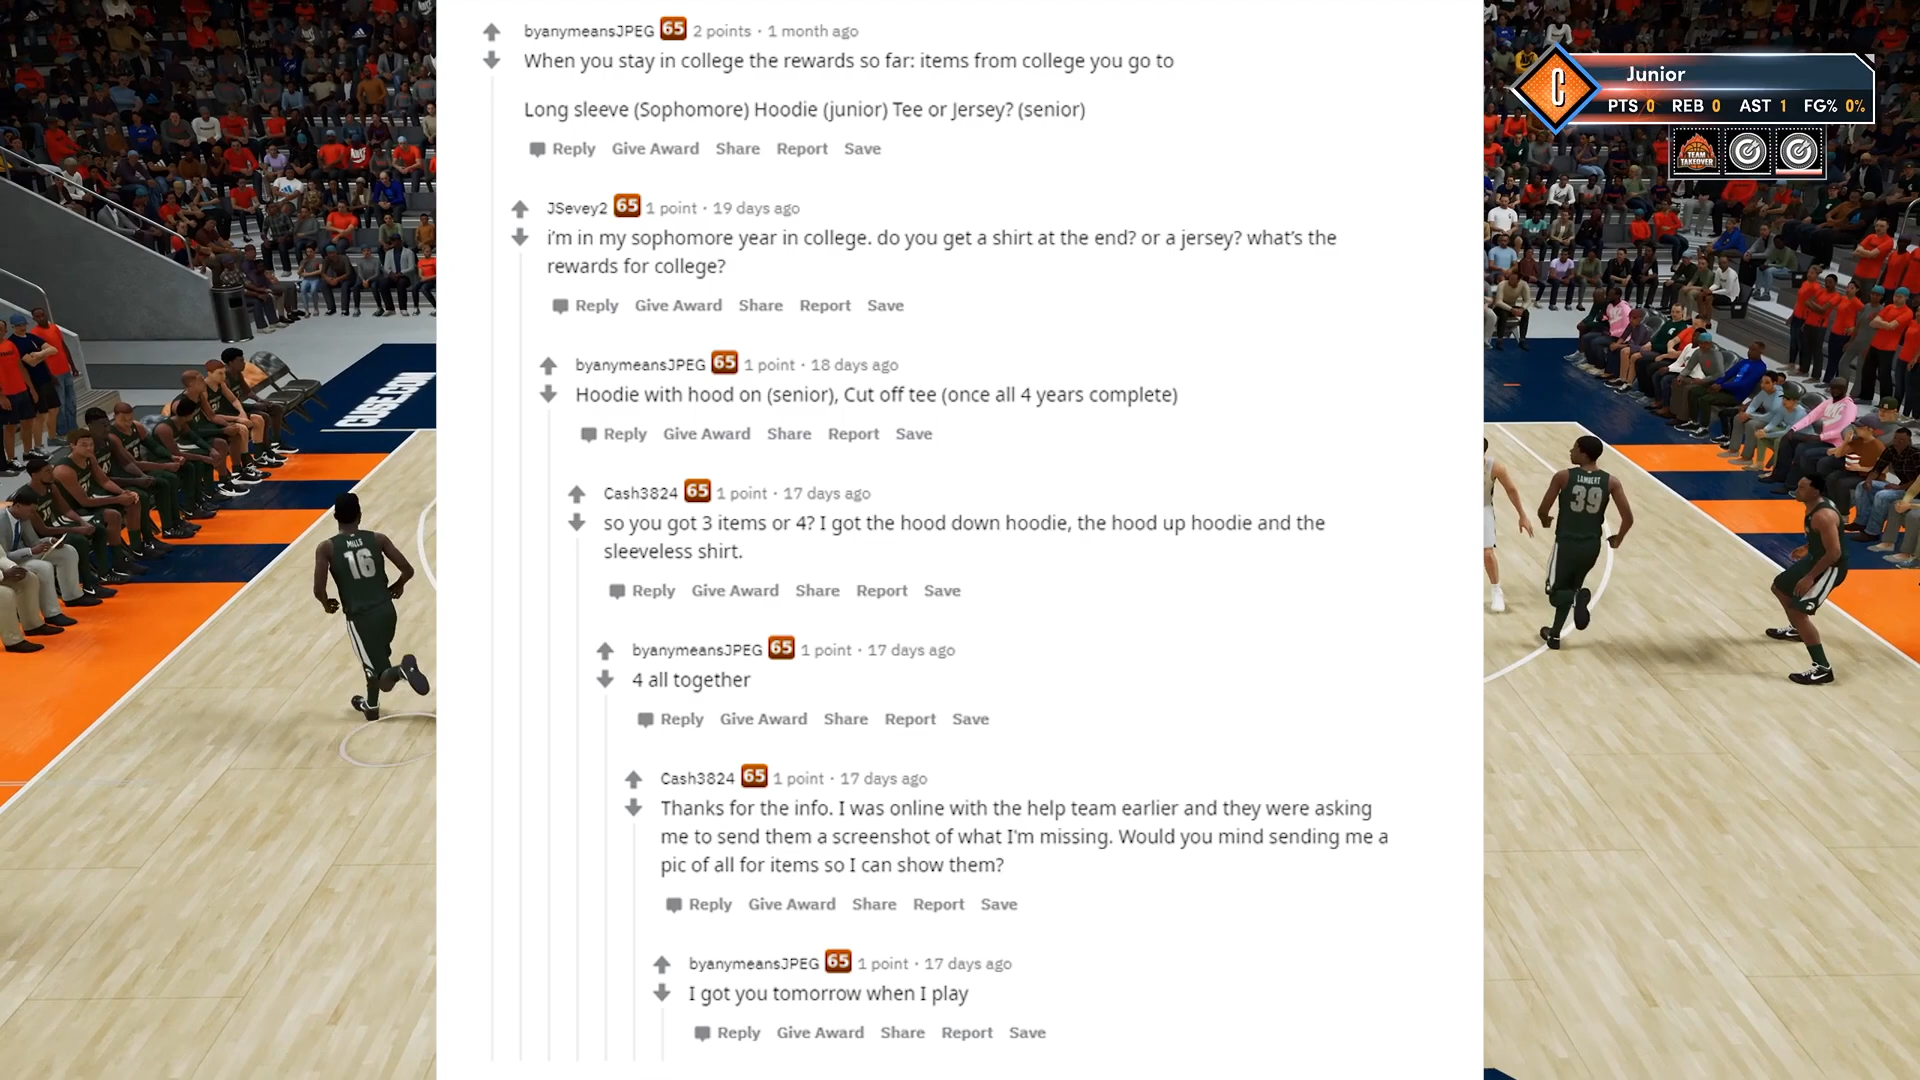 byanymeansJPEG 65 2 points · 1 month ago
When you stay in college the rewards so far: items from college you go to
Long sleeve (Sophomore) Hoodie (junior) Tee or Jersey? (senior)
Reply Give Award Share Report Save
JSevey2 65 1 point · 19 days ago
i'm in my sophomore year in college. do you get a shirt at the end? or a jersey? what's the
rewards for college?
Reply Give Award Share Report Save
byanymeansJPEG 65 1 point · 18 days ago
Hoodie with hood on (senior), Cut off tee (once all 4 years complete)
Reply Give Award Share Report Save
Cash3824 65 1 point · 17 days ago
so you got 3 items or 4? I got the hood down hoodie, the hood up hoodie and the
sleeveless shirt.
Reply Give Award Share Report Save
byanymeansJPEG 65 1 point · 17 days ago
4 all together
Reply Give Award Share Report Save
Cash3824 65 1 point · 17 days ago
Thanks for the info. I was online with the help team earlier and they were asking
me to send them a screenshot of what I'm missing. Would you mind sending me a
pic of all for items so I can show them?
Reply Give Award Share Report Save
byanymeansJPEG 65 1 point · 17 days ago
I got you tomorrow when I play
Reply Give Award Share Report Save
C
Junior
PTS 0 REB 0 AST 1 FG% 0%
TEAM
TAKEOVER
CUSE.COM
MILLS
16
LAMBERT
39